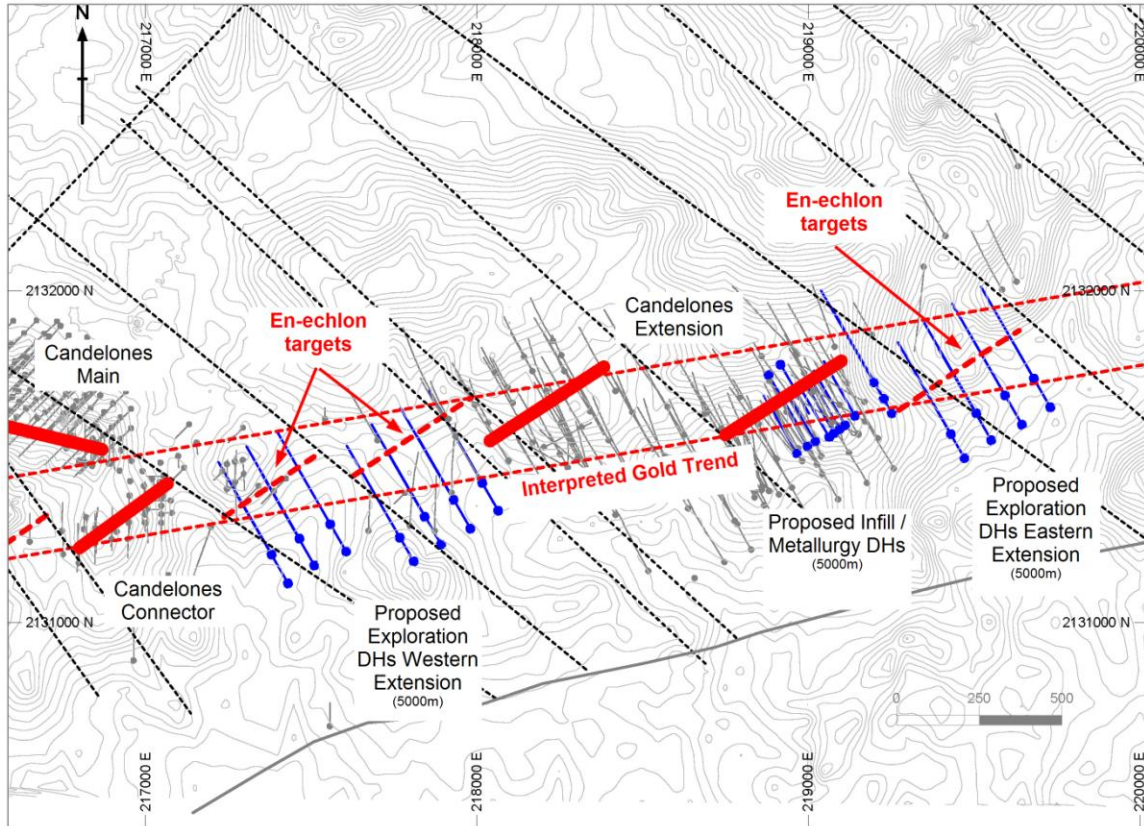 N
217000 E
218000 E
219000 E
220000 E
En-echlon
targets
2132000 N
2132000 N
Candelones
Extension
En-echlon
targets
Candelones
Main
Interpreted Gold Trend
Proposed
Exploration
DHs Eastern
Extension
(5000m)
Proposed Infill /
Metallurgy DHs
(5000m)
Candelones
Connector
Proposed
Exploration
DHs Western
Extension
(5000m)
2131000 N
2131000 N
0
250
500
217000 E
218000 E
219000 E
220000 E